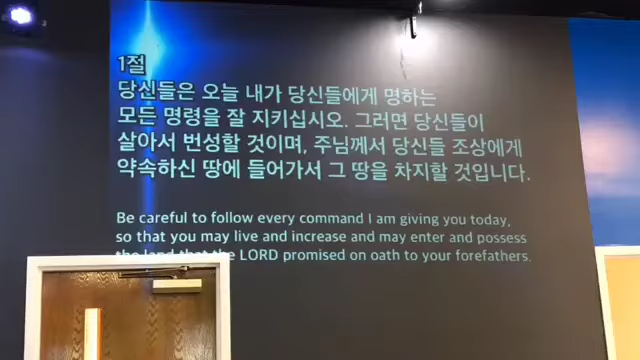 1절
당신들은 오늘 내가 당신들에게 명하는
모든 명령을 잘 지키십시오. 그러면 당신들이
살아서 번성할 것이며, 주님께서 당신들 조상에게
약속하신 땅에 들어가서 그 땅을 차지할 것입니다.
Be careful to follow every command I am giving you today,
so that you may live and increase and may enter and possess
the land that the LORD promised on oath to your forefathers.